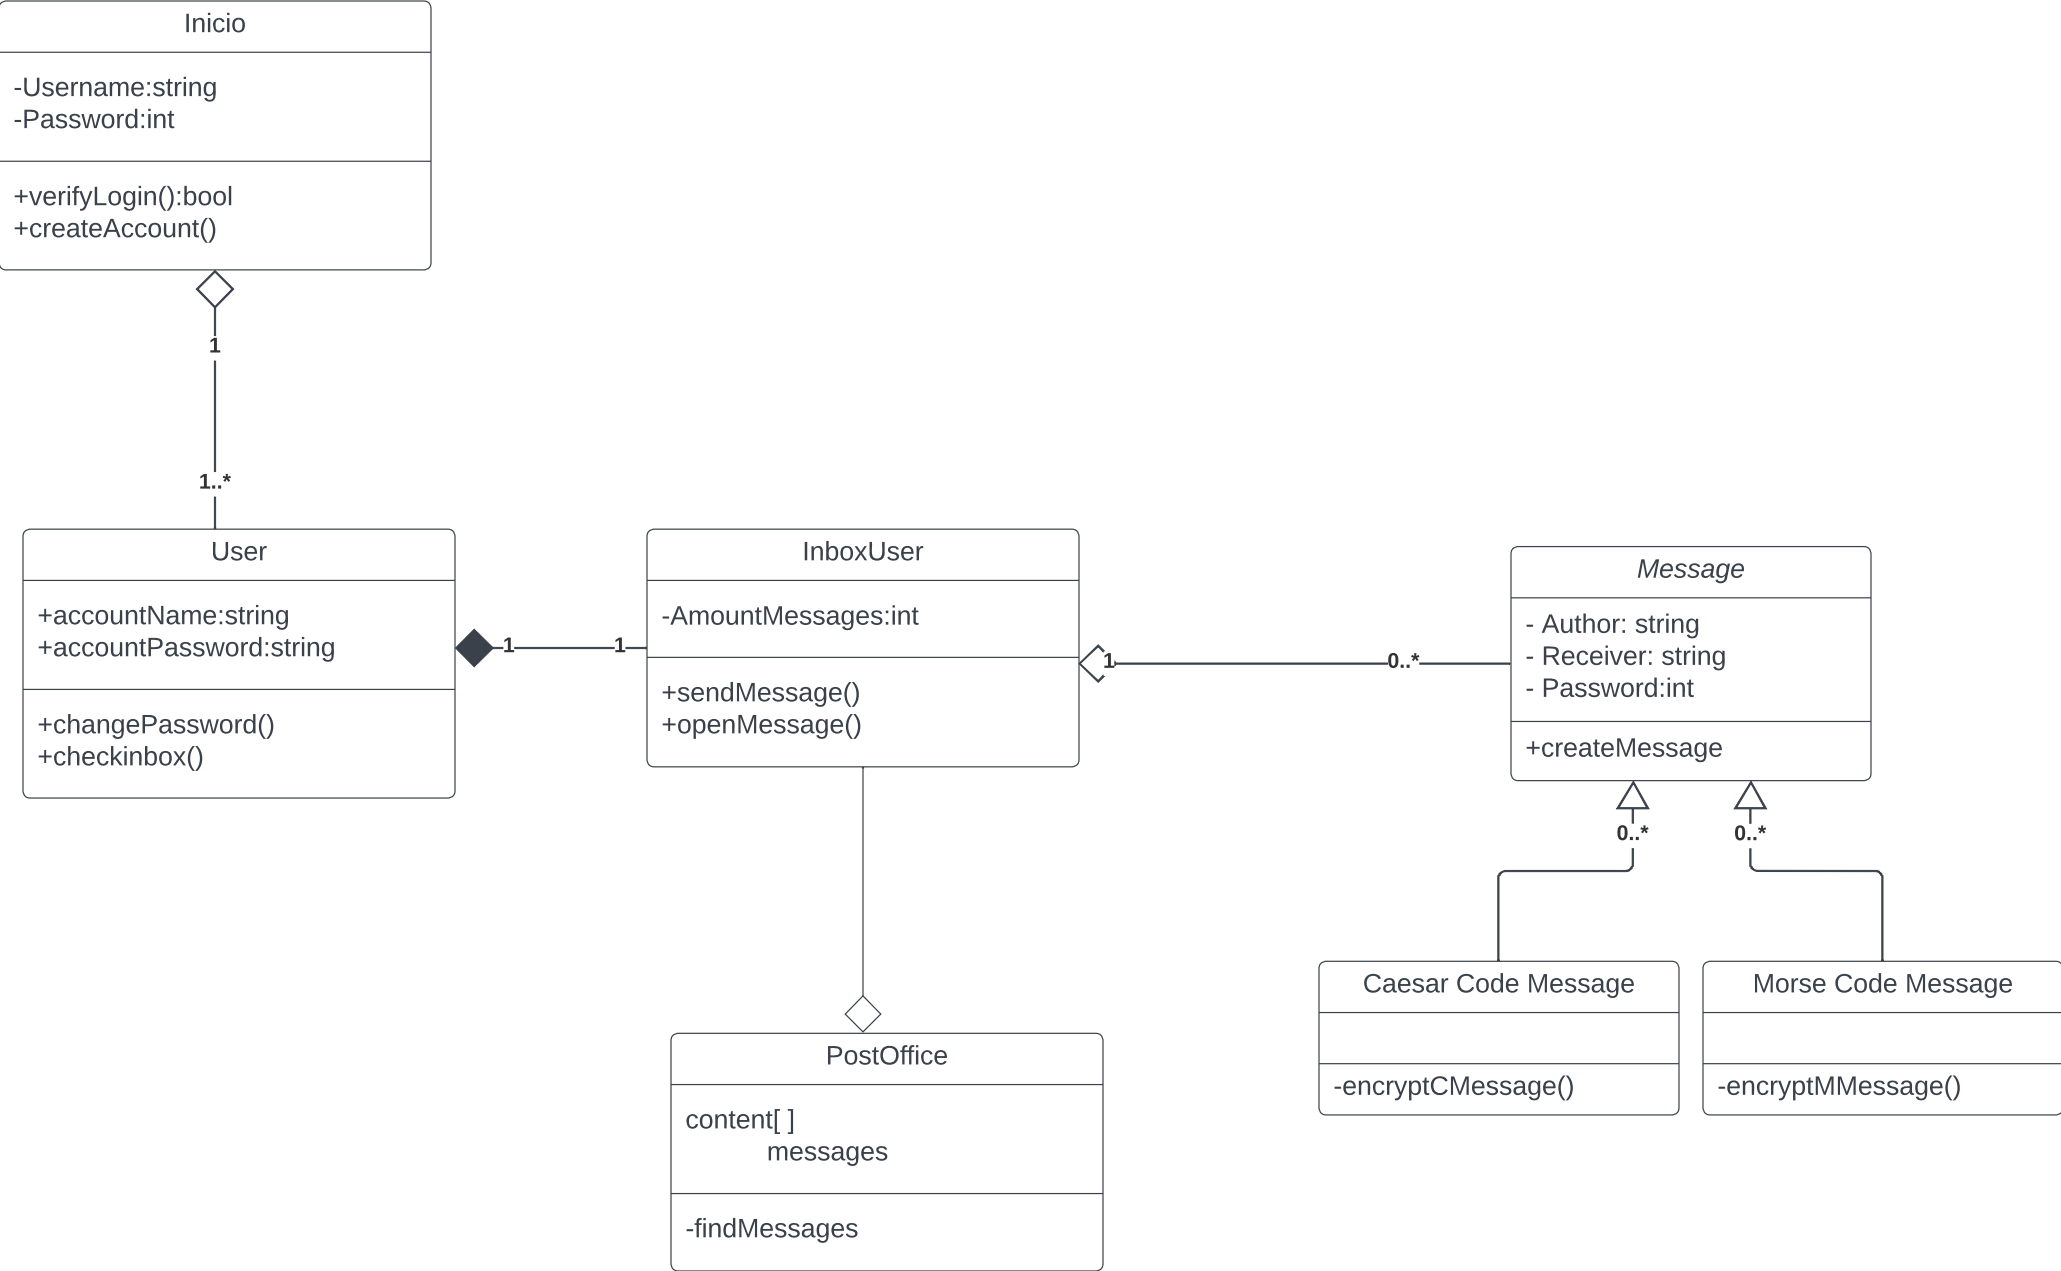 Inicio
-Username:string
-Password:int
+verifyLogin():bool
+createAccount()
1
1..*
User
+accountName:string
+accountPassword:string
+changePassword()
+checkinbox()
1
1
InboxUser
-AmountMessages:int
+sendMessage()
+openMessage()
1
0..*
Message
- Author: string
- Receiver: string
- Password:int
+createMessage
0..*
0..*
Caesar Code Message
-encryptCMessage()
Morse Code Message
-encryptMMessage()
PostOffice
content[ ]
messages
-findMessages